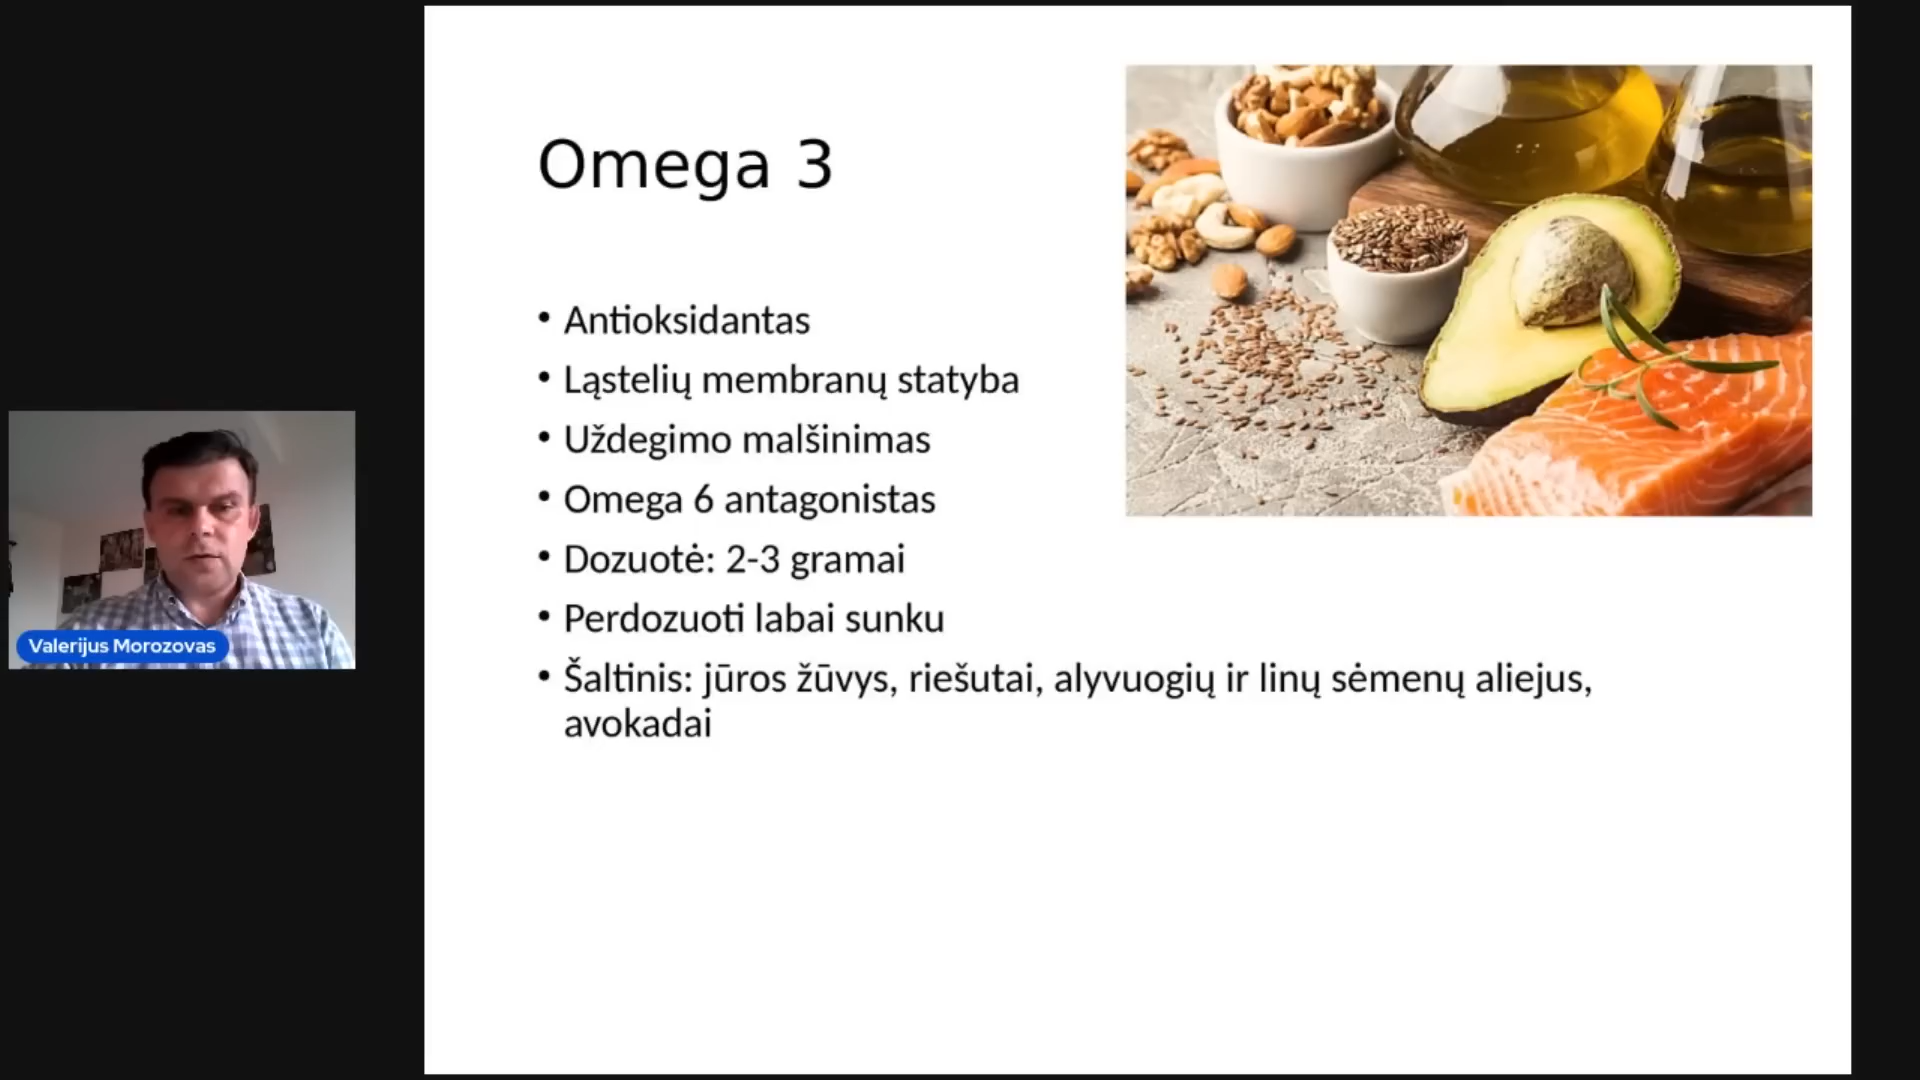 Omega 3
• Antioksidantas
• Ląstelių membranų statyba
• Uždegimo malšinimas
• Omega 6 antagonistas
• Dozuotė: 2-3 gramai
• Perdozuoti labai sunku
• Šaltinis: jūros žūvys, riešutai, alyvuogių ir linų sėmenų aliejus,
avokadai
Valerijus Morozovas